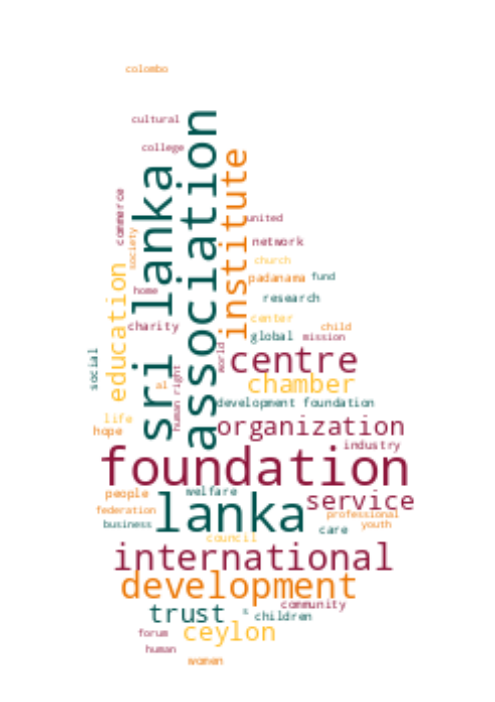 colombo
cultural
association
college
institute
sri lanka
commerce
united
society
network
church
education
padanama
fund
home
research
center
charity
child
global
mission
world
centre
social
human right
al
chamber
development foundation
life
organization
hope
industry
foundation
people
welfare
lanka
service
federation
professional
business
youth
care
council
international
development
community
trust
s
children
forum
ceylon
human
women